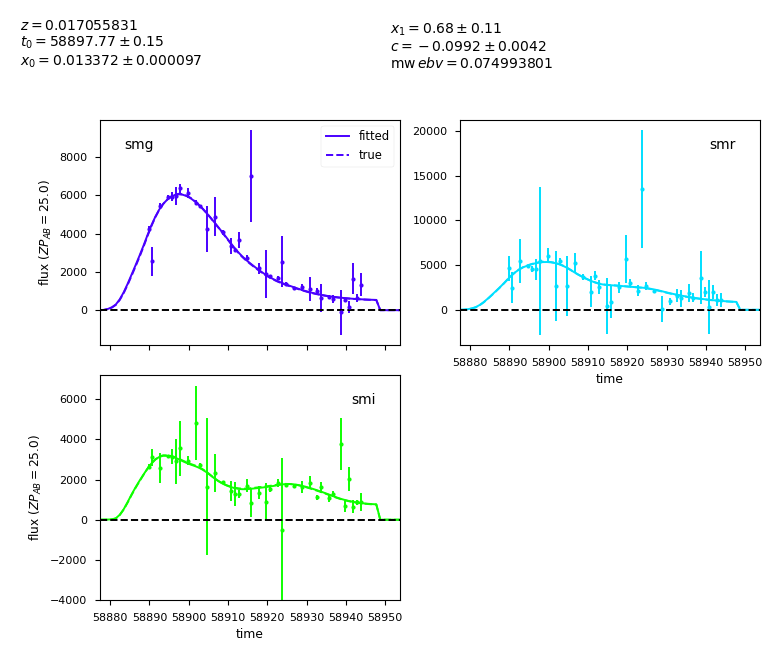 z = 0.017055831
t₀ = 58897.77 ± 0.15
x₀ = 0.013372 ± 0.000097
x₁ = 0.68 ± 0.11
c = −0.0992 ± 0.0042
mw ebv = 0.074993801
smg
fitted
true
8000
6000
4000
2000
0
flux (ZP_AB = 25.0)
smr
20000
15000
10000
5000
0
58880 58890 58900 58910 58920 58930 58940 58950
time
smi
6000
4000
2000
0
−2000
−4000
flux (ZP_AB = 25.0)
58880 58890 58900 58910 58920 58930 58940 58950
time